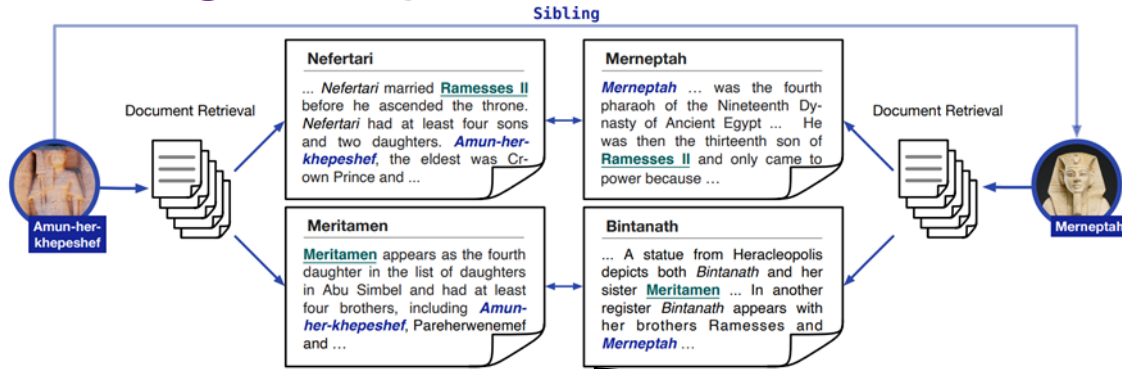 Sibling
Nefertari
... Nefertari married Ramesses II
before he ascended the throne.
Nefertari had at least four sons
and two daughters. Amun-her-
khepeshef, the eldest was Cr-
own Prince and ...
Merneptah
Merneptah ... was the fourth
pharaoh of the Nineteenth Dy-
nasty of Ancient Egypt ... He
was then the thirteenth son of
Ramesses II and only came to
power because ...
Document Retrieval
Document Retrieval
Amun-her-
khepeshef
Merneptah
Meritamen
Meritamen appears as the fourth
daughter in the list of daughters
in Abu Simbel and had at least
four brothers, including Amun-
her-khepeshef, Pareherwenemef
and ...
Bintanath
... A statue from Heracleopolis
depicts both Bintanath and her
sister Meritamen ... In another
register Bintanath appears with
her brothers Ramesses and
Merneptah ...